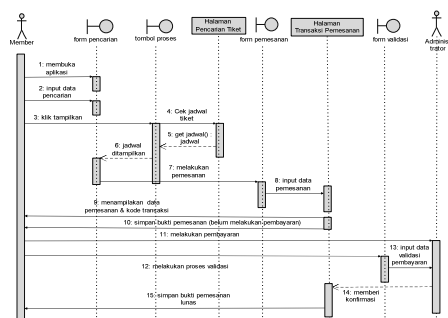 Member
form pencarian
tombol proses
Halaman
Pencarian Tiket
form pemesanan
Halaman
Transaksi Pemesanan
form validasi
Adminis
trator
1: membuka
aplikasi
2: input data
pencarian
3: klik tampilkan
4: Cek jadwal
tiket
5: get jadwal() :
jadwal
6: jadwal
ditampilkan
7: melakukan
pemesanan
8: input data
pemesanan
9: menampilakan data
pemesanan & kode transaksi
10: simpan bukti pemesanan (belum melakukan pembayaran)
11: melakukan pembayaran
12: melakukan proses validasi
13: input data
validasi
pembayaran
14: memberi
konfirmasi
15: simpan bukti pemesanan
lunas